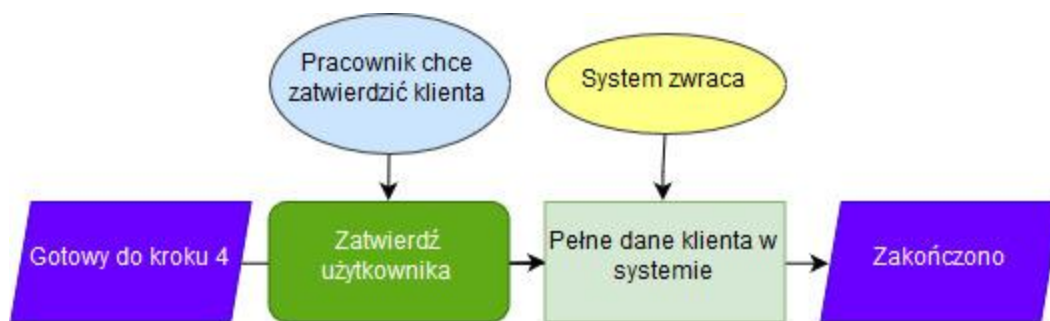 Pracownik chce
zatwierdzić klienta
System zwraca
Gotowy do kroku 4
Zatwierdź
użytkownika
Pełne dane klienta w
systemie
Zakończono